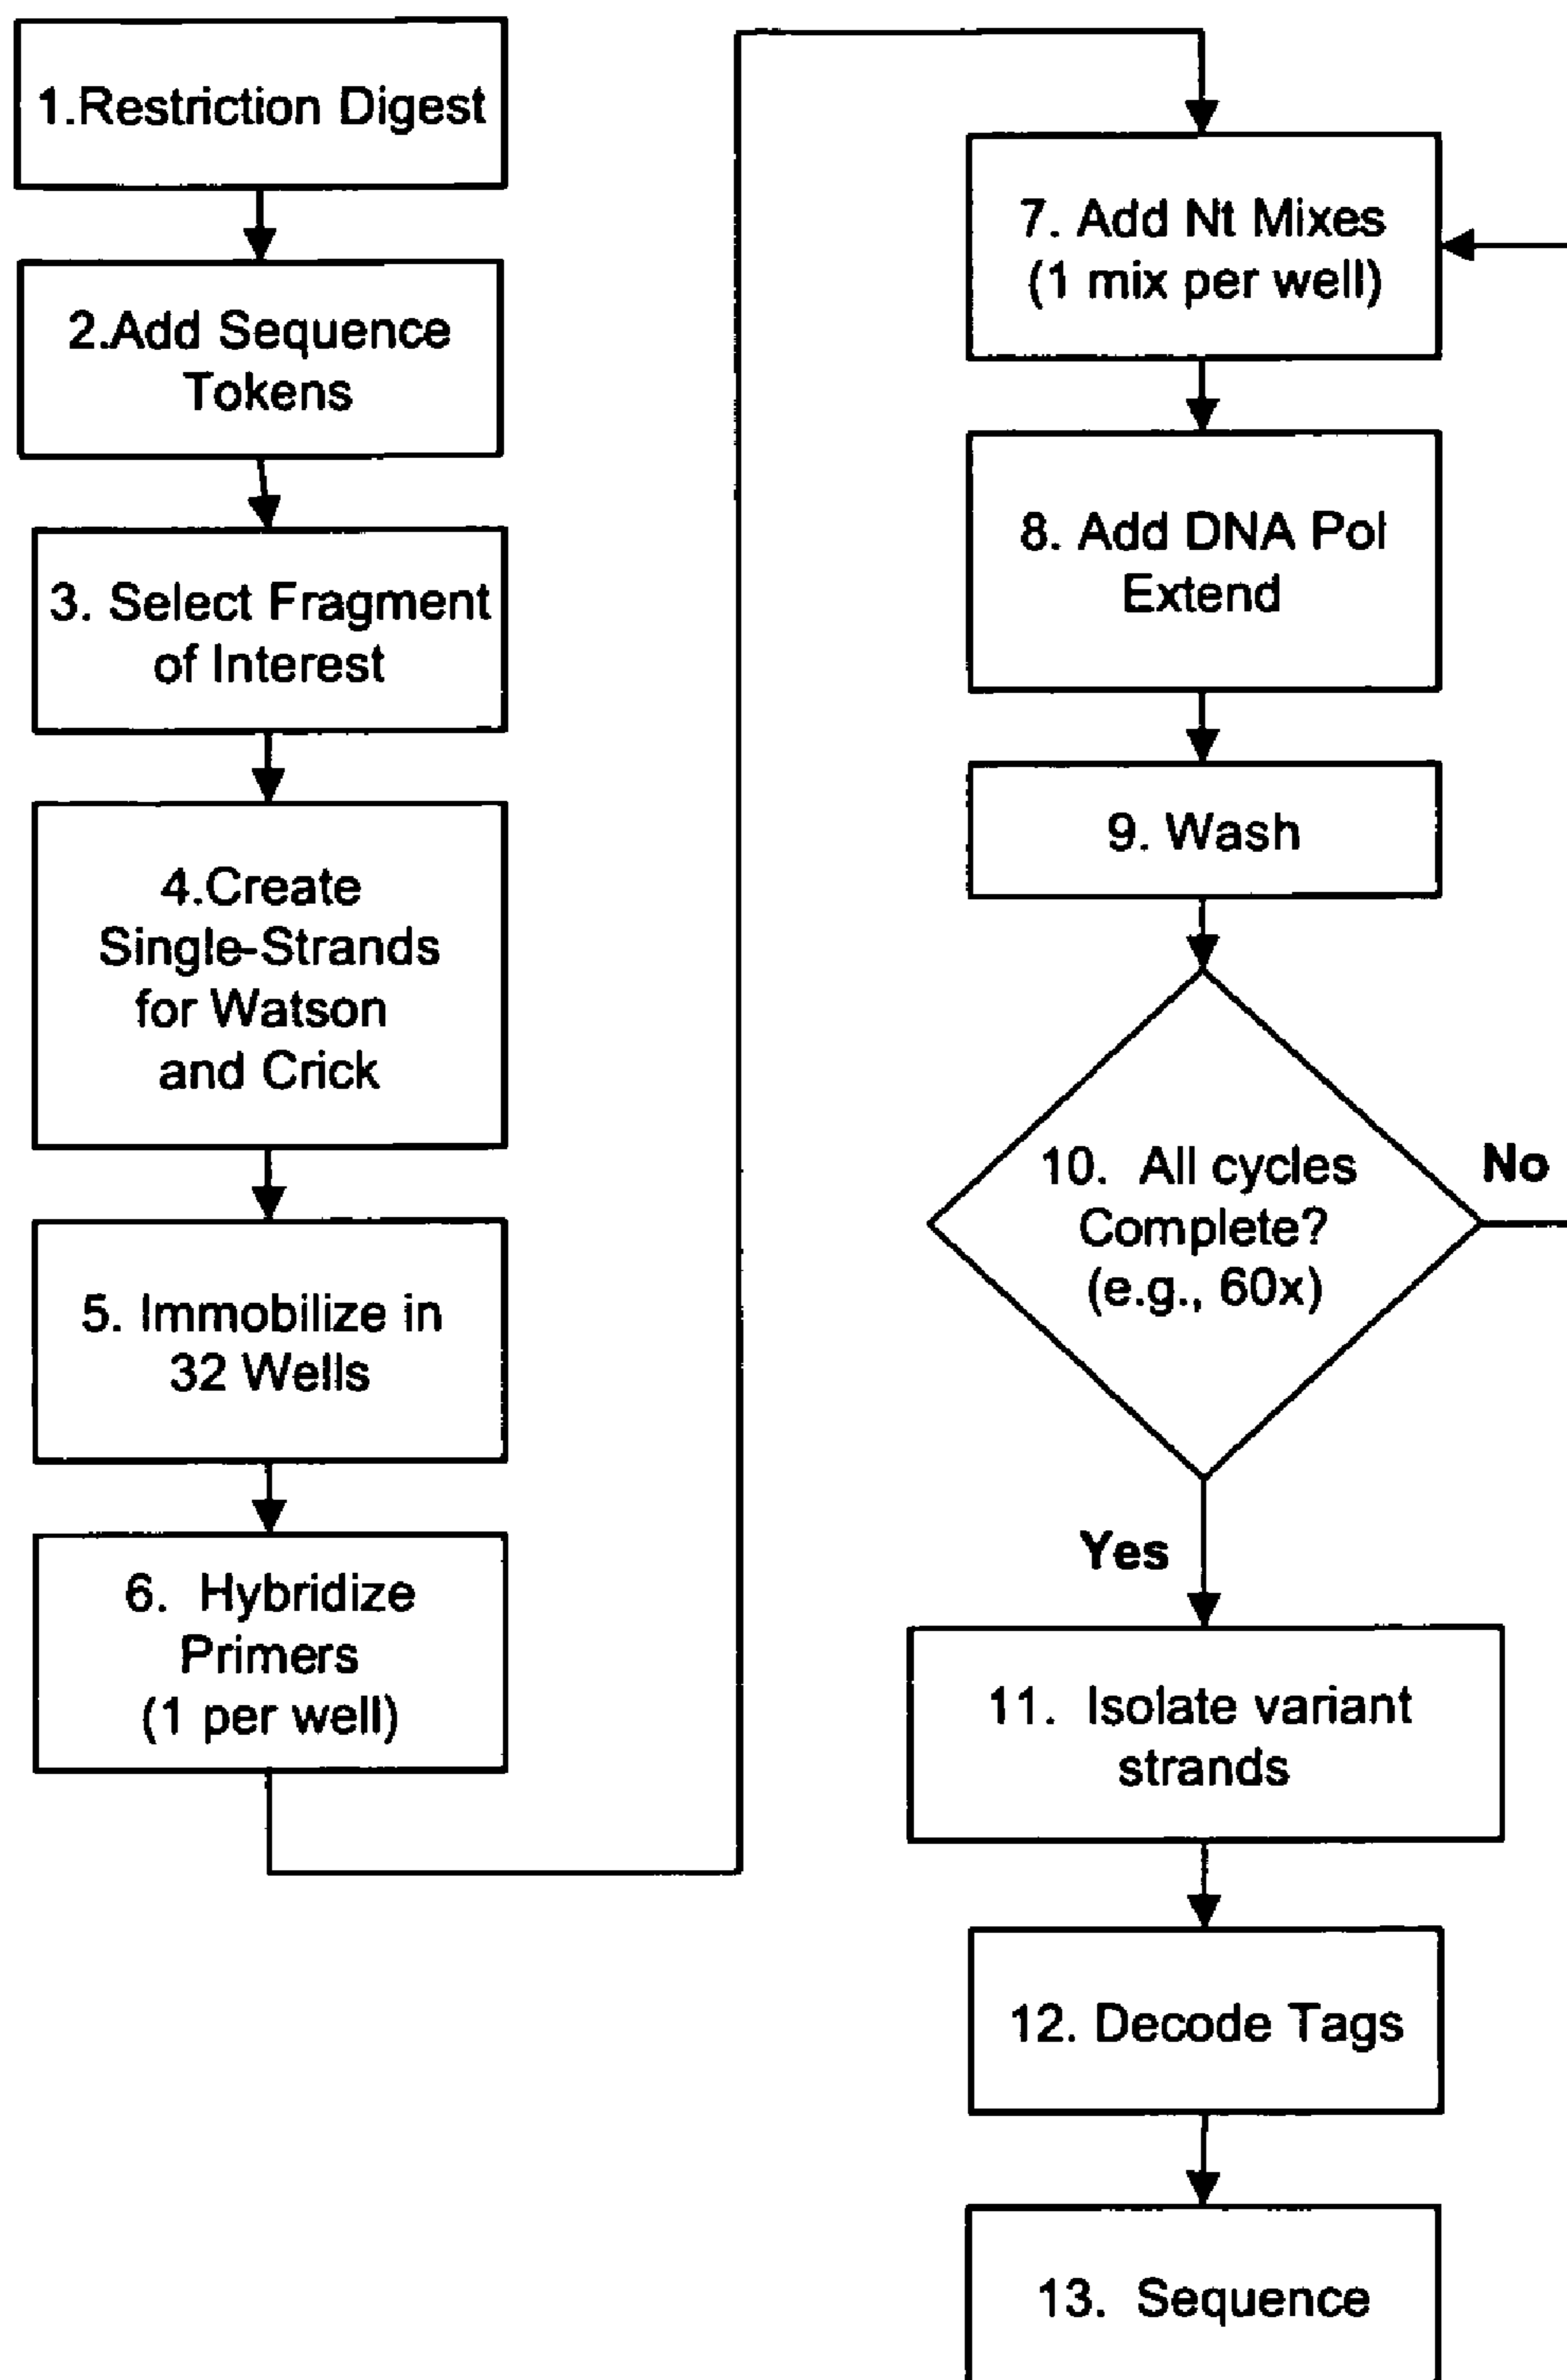 1.Restriction Digest
2.Add Sequence
Tokens
3. Select Fragment
of Interest
4.Create
Single-Strands
for Watson
and Crick
5. Immobilize in
32 Wells
6. Hybridize
Primers
(1 per well)
7. Add Nt Mixes
(1 mix per well)
8. Add DNA Pol
Extend
9. Wash
10. All cycles
Complete?
(e.g., 60x)
No
Yes
11. Isolate variant
strands
12. Decode Tags
13. Sequence